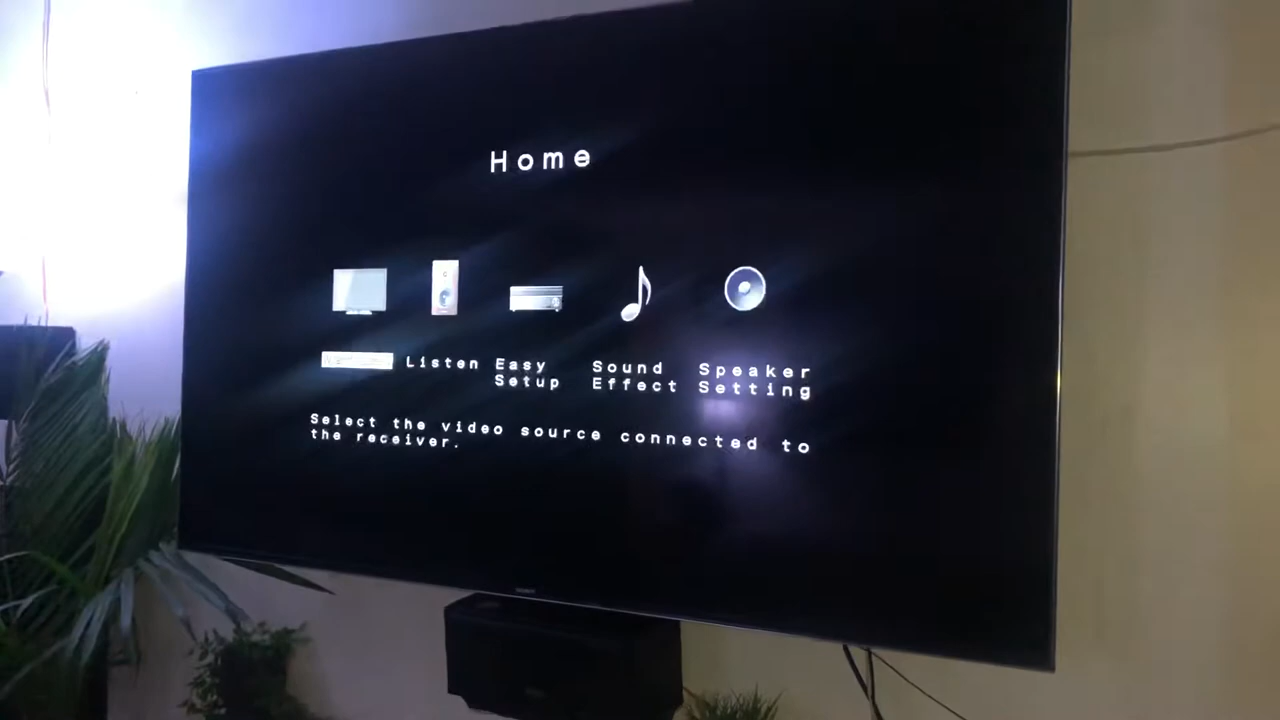 Home
Listen
Easy
Setup
Sound
Effect
Speaker
Setting
Select the video source connected to
the receiver.